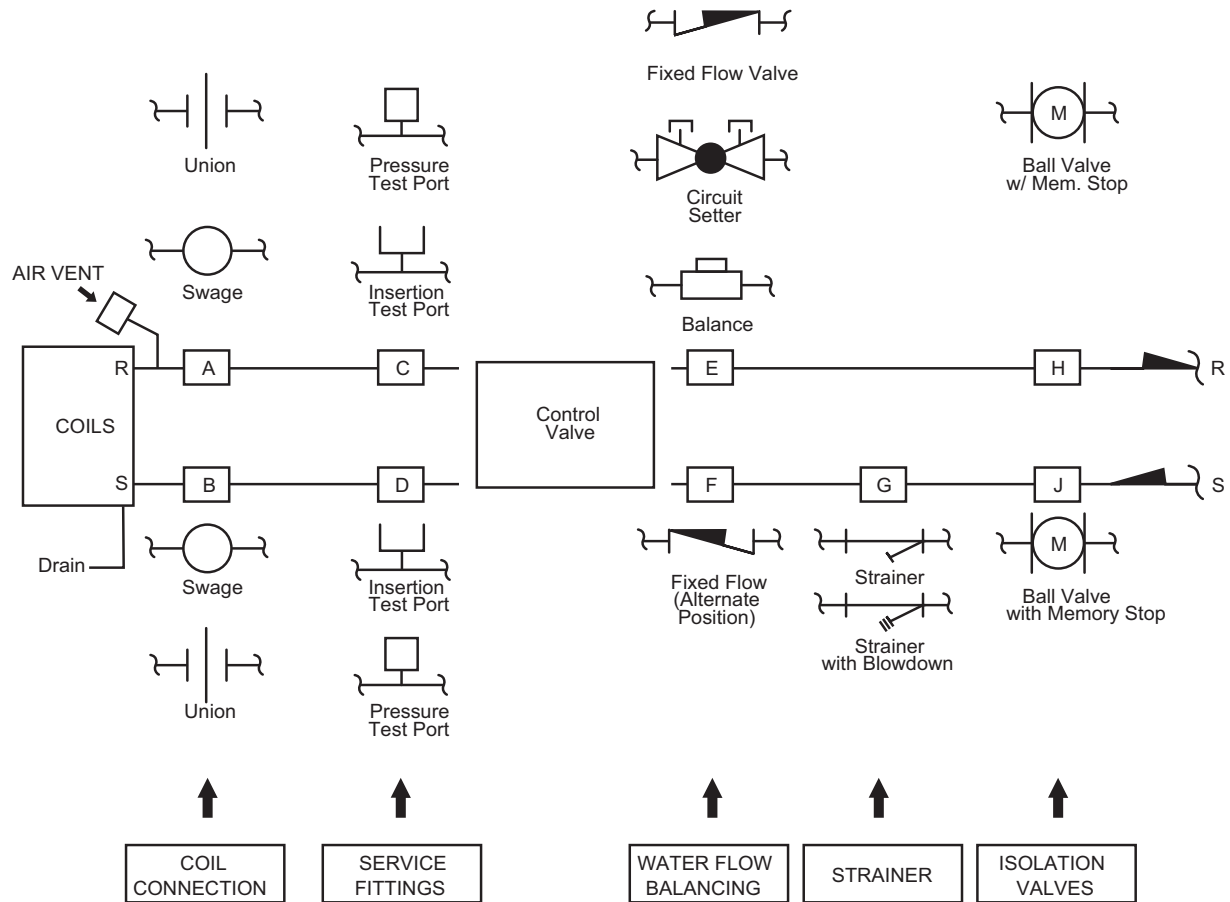 Fixed Flow Valve
M
Union
Pressure
Test Port
Ball Valve
w/ Mem. Stop
Circuit
Setter
AIR VENT
Swage
Insertion
Test Port
Balance
R
A
C
E
H
R
COILS
Control
Valve
S
B
D
F
G
J
S
Drain
Swage
Insertion
Test Port
Fixed Flow
(Alternate
Position)
Strainer
M
Ball Valve
with Memory Stop
Strainer
with Blowdown
Union
Pressure
Test Port
COIL
CONNECTION
SERVICE
FITTINGS
WATER FLOW
BALANCING
STRAINER
ISOLATION
VALVES